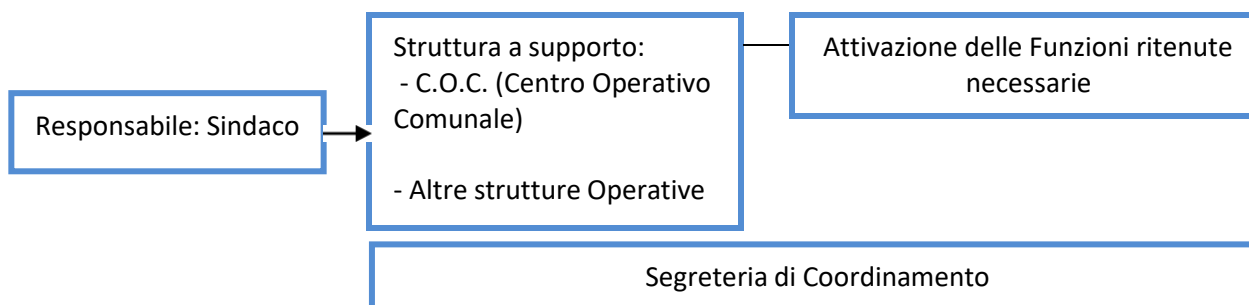 Responsabile: Sindaco
Struttura a supporto:
- C.O.C. (Centro Operativo
Comunale)
- Altre strutture Operative
Attivazione delle Funzioni ritenute
necessarie
Segreteria di Coordinamento